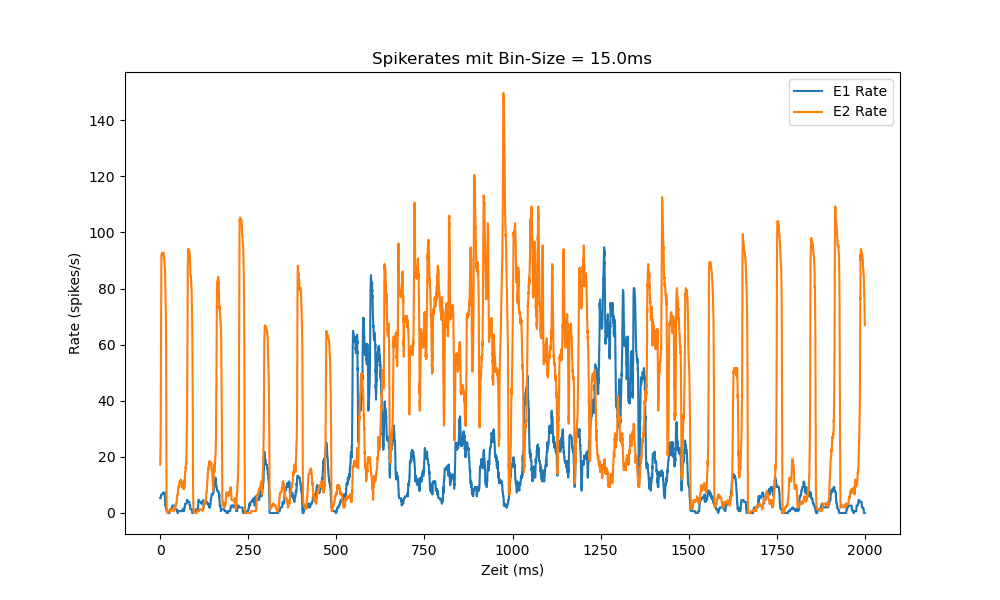 Spikerates mit Bin-Size = 15.0ms
E1 Rate
E2 Rate
Rate (spikes/s)
140
120
100
80
60
40
20
0
0 250 500 750 1000 1250 1500 1750 2000
Zeit (ms)